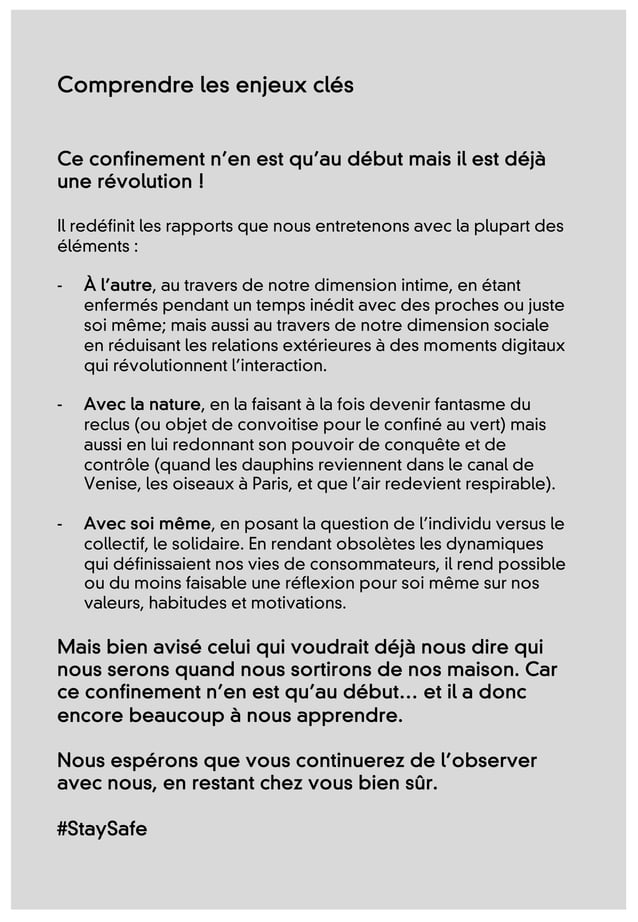 Comprendre les enjeux clés
Ce confinement n’en est qu’au début mais il est déjà
une révolution !
Il redéfinit les rapports que nous entretenons avec la plupart des
éléments :
- À l’autre, au travers de notre dimension intime, en étant
enfermés pendant un temps inédit avec des proches ou juste
soi même; mais aussi au travers de notre dimension sociale
en réduisant les relations extérieures à des moments digitaux
qui révolutionnent l’interaction.
- Avec la nature, en la faisant à la fois devenir fantasme du
reclus (ou objet de convoitise pour le confiné au vert) mais
aussi en lui redonnant son pouvoir de conquête et de
contrôle (quand les dauphins reviennent dans le canal de
Venise, les oiseaux à Paris, et que l’air redevient respirable).
- Avec soi même, en posant la question de l’individu versus le
collectif, le solidaire. En rendant obsolètes les dynamiques
qui définissaient nos vies de consommateurs, il rend possible
ou du moins faisable une réflexion pour soi même sur nos
valeurs, habitudes et motivations.
Mais bien avisé celui qui voudrait déjà nous dire qui
nous serons quand nous sortirons de nos maison. Car
ce confinement n’en est qu’au début… et il a donc
encore beaucoup à nous apprendre.
Nous espérons que vous continuerez de l’observer
avec nous, en restant chez vous bien sûr.
#StaySafe